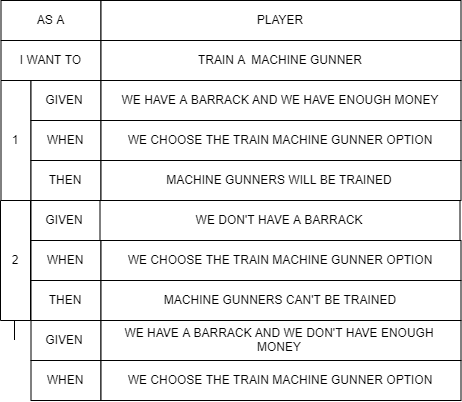 AS A PLAYER
I WANT TO TRAIN A MACHINE GUNNER
GIVEN WE HAVE A BARRACK AND WE HAVE ENOUGH MONEY
1 WHEN WE CHOOSE THE TRAIN MACHINE GUNNER OPTION
THEN MACHINE GUNNERS WILL BE TRAINED
GIVEN WE DON'T HAVE A BARRACK
2 WHEN WE CHOOSE THE TRAIN MACHINE GUNNER OPTION
THEN MACHINE GUNNERS CAN'T BE TRAINED
GIVEN WE HAVE A BARRACK AND WE DON'T HAVE ENOUGH
MONEY
WHEN WE CHOOSE THE TRAIN MACHINE GUNNER OPTION